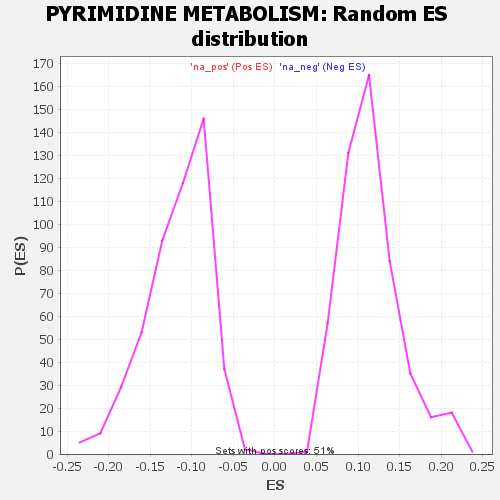 PYRIMIDINE METABOLISM: Random ES
distribution
'na_pos' (Pos ES) 'na_neg' (Neg ES)
170
160
150
140
130
120
110
100
90
80
70
60
50
40
30
20
10
0
P(ES)
Sets with pos scores: 51%
-0.25 -0.20 -0.15 -0.10 -0.05 0.00 0.05 0.10 0.15 0.20 0.25
ES